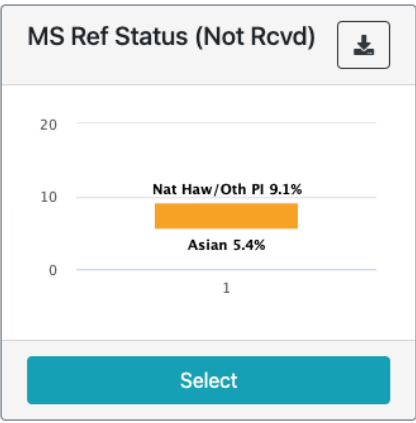 MS Ref Status (Not Rcvd)
20
Nat Haw/Oth PI 9.1%
10
Asian 5.4%
0
1
Select